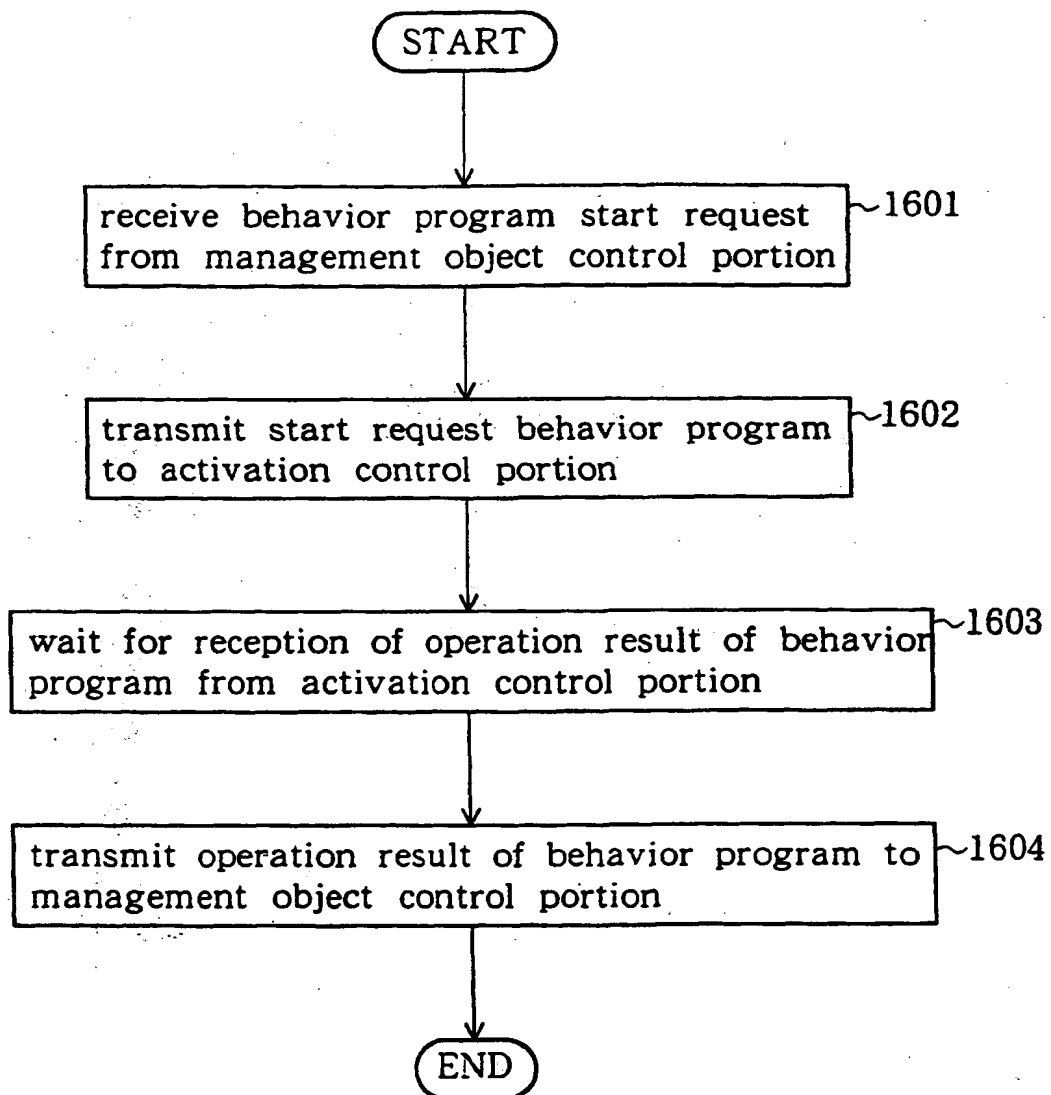 START
receive behavior program start request
from management object control portion
1601
transmit start request behavior program
to activation control portion
1602
wait for reception of operation result of behavior
program from activation control portion
1603
transmit operation result of behavior program to
management object control portion
1604
END